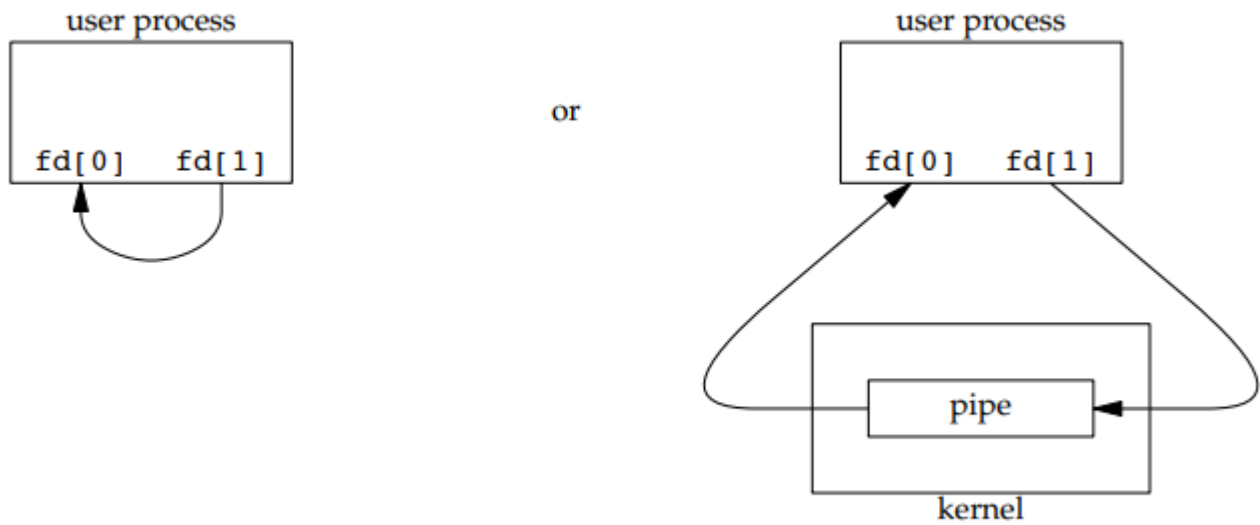 user process
fd[0] fd[1]
or
user process
fd[0] fd[1]
pipe
kernel